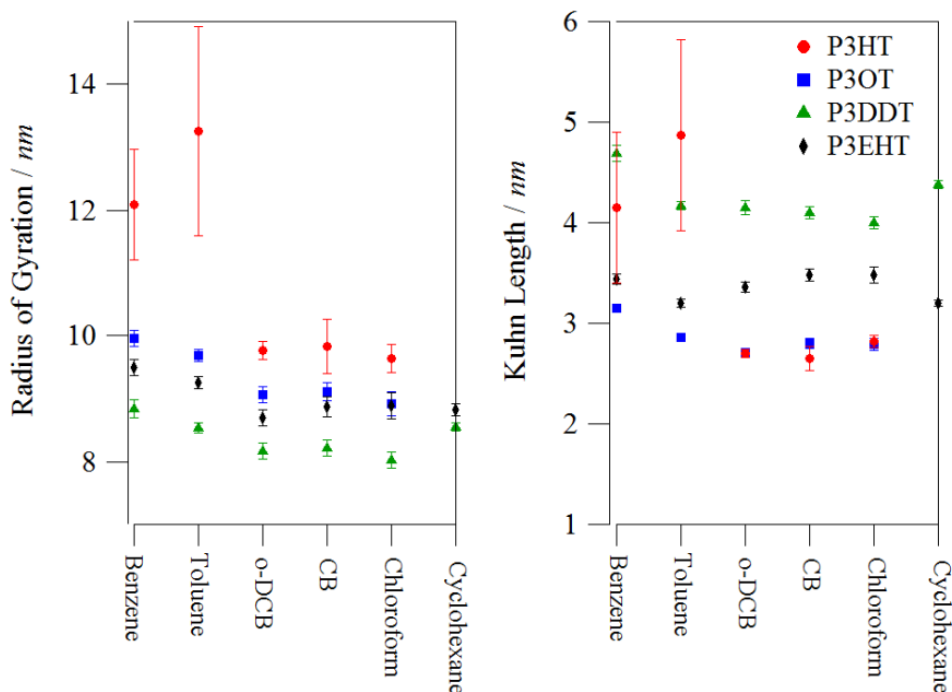 Radius of Gyration / nm
14
12
10
8
Benzene
Toluene
o-DCB
CB
Chloroform
Cyclohexane
Kuhn Length / nm
6
5
4
3
2
1
P3HT
P3OT
P3DDT
P3EHT
Benzene
Toluene
o-DCB
CB
Chloroform
Cyclohexane